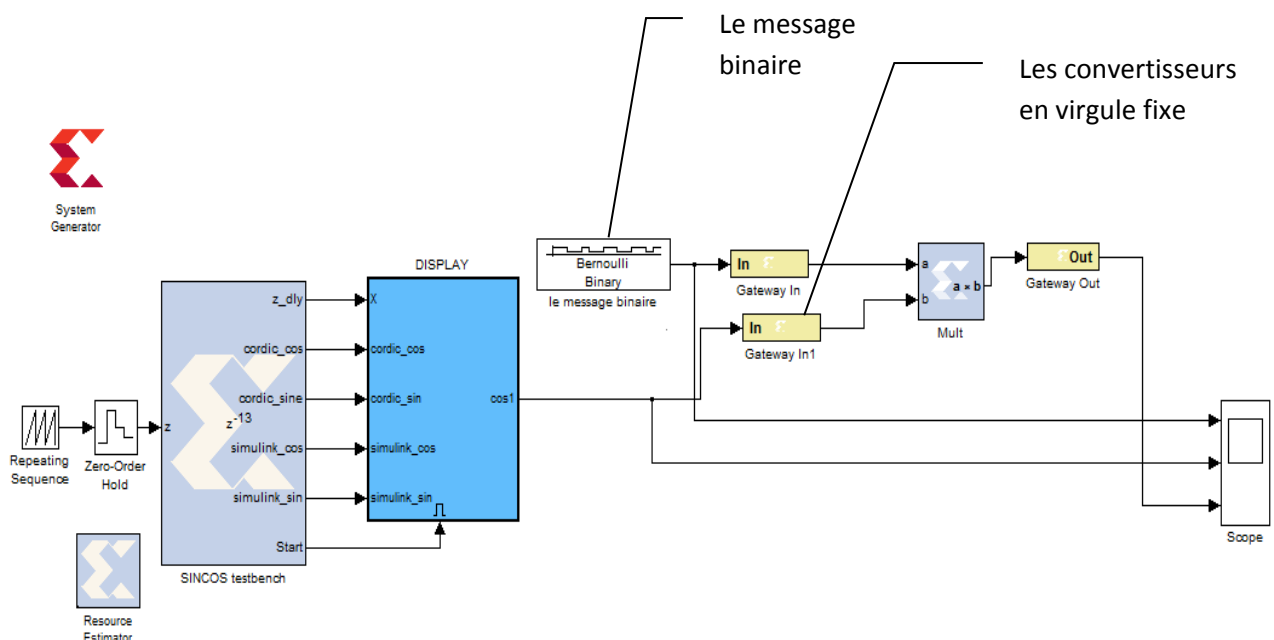 Le message
binaire
Les convertisseurs
en virgule fixe
System
Generator
DISPLAY
Bernoulli
Binary
le message binaire
In
Gateway In
In
Gateway In1
a
b
a × b
Mult
Out
Gateway Out
z_dly
cordic_cos
cordic_sine
simulink_cos
simulink_sin
Start
z
z-13
SINCOS testbench
X
cordic_cos
cordic_sin
simulink_cos
simulink_sin
cos1
Repeating
Sequence
Zero-Order
Hold
Scope
Resource
Estimator